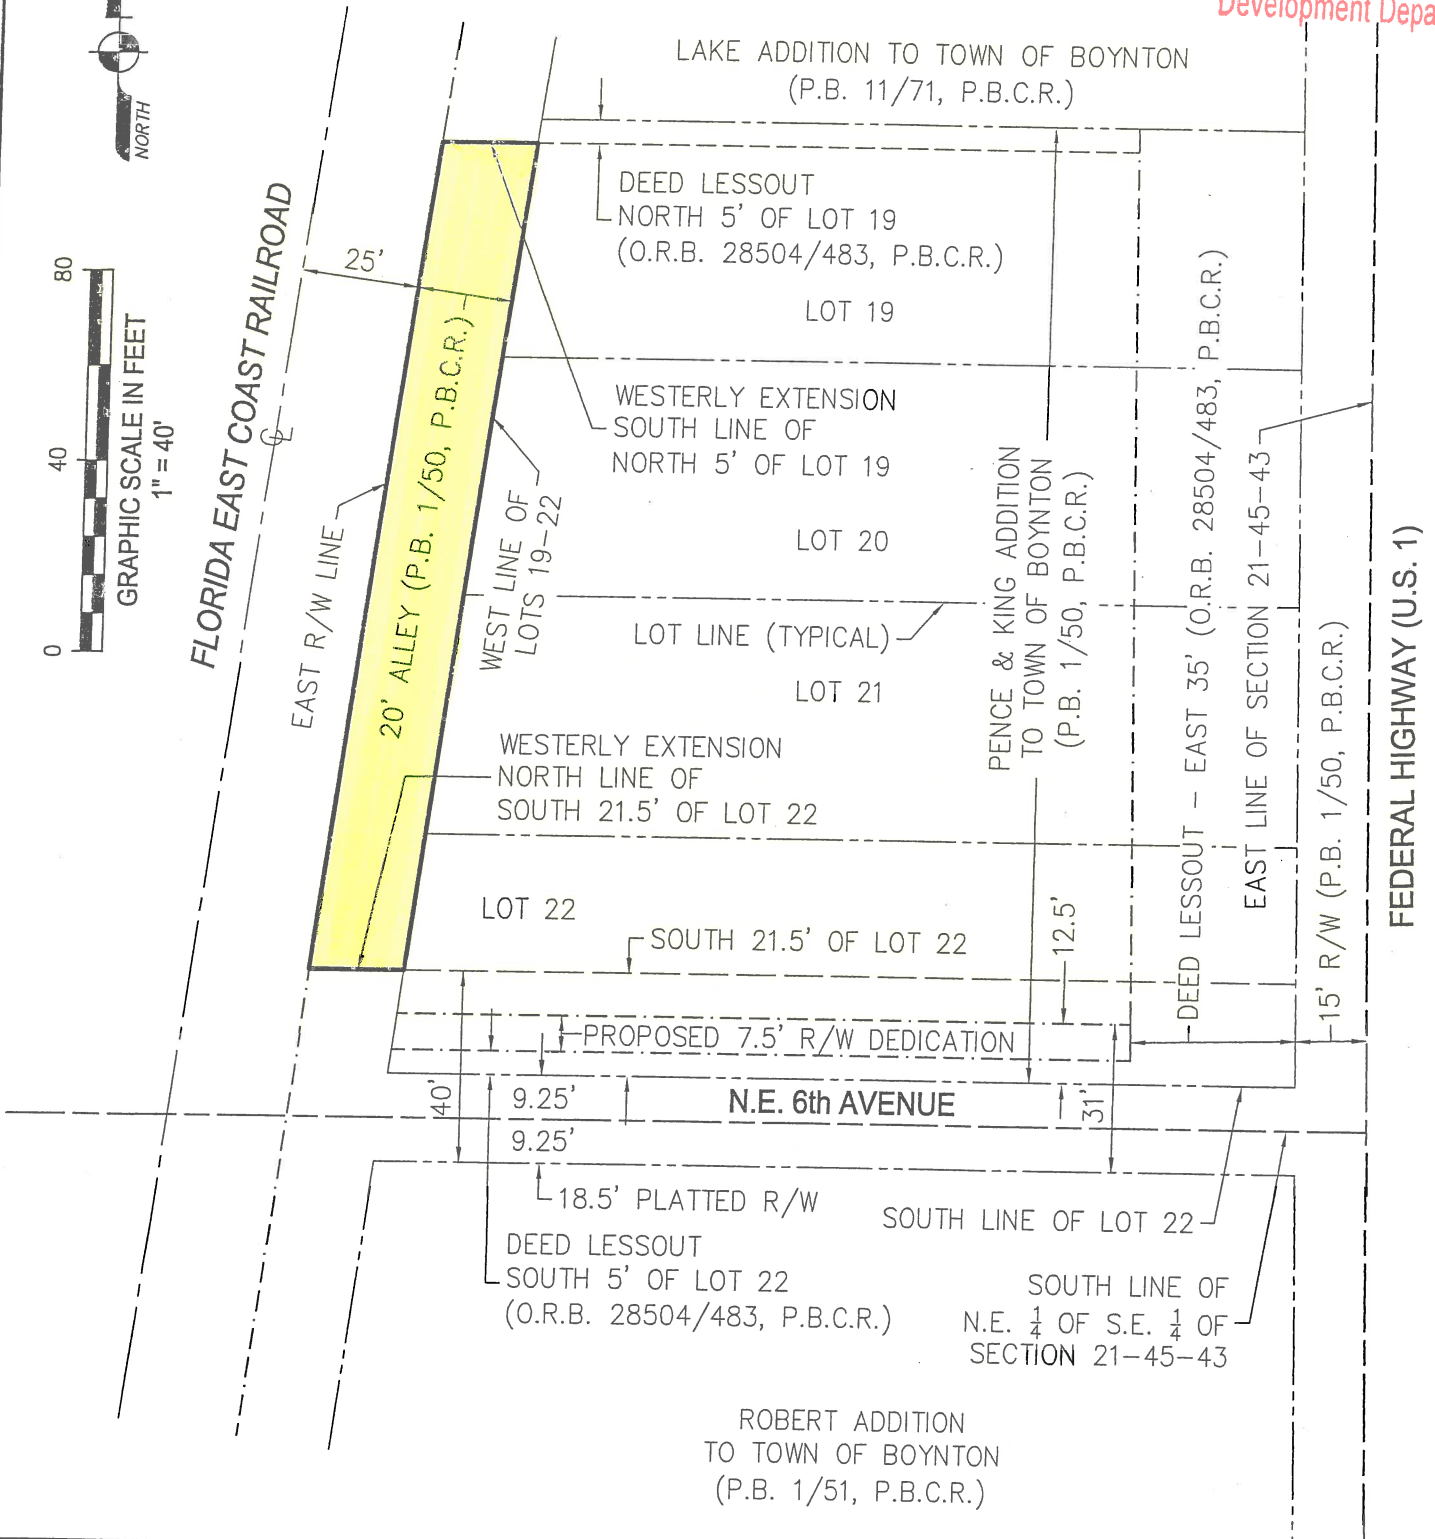 Development Depa
NORTH
LAKE ADDITION TO TOWN OF BOYNTON
(P.B. 11/71, P.B.C.R.)
DEED LESSOUT
NORTH 5' OF LOT 19
(O.R.B. 28504/483, P.B.C.R.)
25'
LOT 19
80
40
0
GRAPHIC SCALE IN FEET
1" = 40'
FLORIDA EAST COAST RAILROAD
CL
EAST R/W LINE
20' ALLEY (P.B. 1/50, P.B.C.R.)
WESTERLY EXTENSION
SOUTH LINE OF
NORTH 5' OF LOT 19
WEST LINE OF
LOTS 19-22
LOT 20
LOT LINE (TYPICAL)
LOT 21
PENCE & KING ADDITION
TO TOWN OF BOYNTON
(P.B. 1/50, P.B.C.R.)
DEED LESSOUT - EAST 35' (O.R.B. 28504/483, P.B.C.R.)
EAST LINE OF SECTION 21-45-43
15' R/W (P.B. 1/50, P.B.C.R.)
FEDERAL HIGHWAY (U.S. 1)
WESTERLY EXTENSION
NORTH LINE OF
SOUTH 21.5' OF LOT 22
LOT 22
SOUTH 21.5' OF LOT 22
12.5'
PROPOSED 7.5' R/W DEDICATION
40'
9.25'
N.E. 6th AVENUE
31'
9.25'
18.5' PLATTED R/W
SOUTH LINE OF LOT 22
DEED LESSOUT
SOUTH 5' OF LOT 22
(O.R.B. 28504/483, P.B.C.R.)
SOUTH LINE OF
N.E. 1/4 OF S.E. 1/4 OF
SECTION 21-45-43
ROBERT ADDITION
TO TOWN OF BOYNTON
(P.B. 1/51, P.B.C.R.)